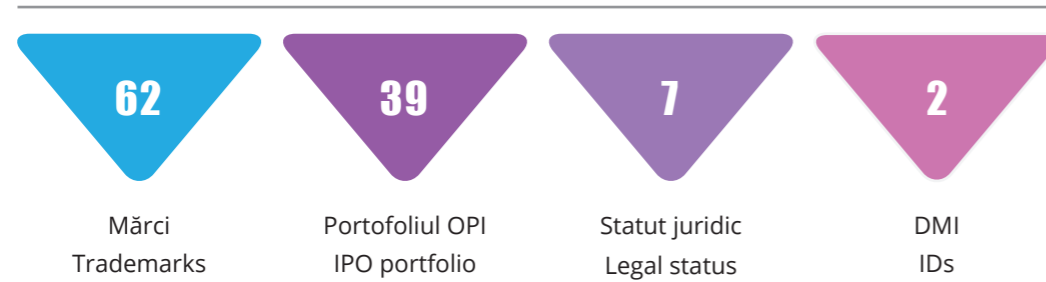 62 39 7 2
Mărci Portofoliul OPI Statut juridic DMI
Trademarks IPO portfolio Legal status IDs